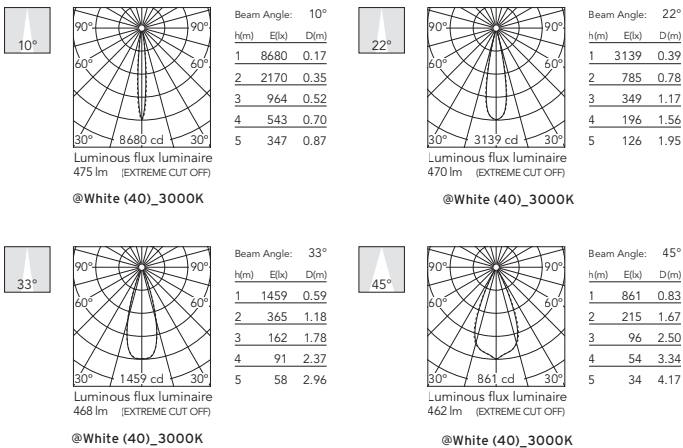 10°
90° 90°
60° 60°
30° 8680 cd 30°
Luminous flux luminaire
475 lm (EXTREME CUT OFF)
@White (40)_3000K
Beam Angle: 10°
h(m) E(lx) D(m)
1 8680 0.17
2 2170 0.35
3 964 0.52
4 543 0.70
5 347 0.87
22°
90° 90°
60° 60°
30° 3139 cd 30°
Luminous flux luminaire
470 lm (EXTREME CUT OFF)
@White (40)_3000K
Beam Angle: 22°
h(m) E(lx) D(m)
1 3139 0.39
2 785 0.78
3 349 1.17
4 196 1.56
5 126 1.95
33°
90° 90°
60° 60°
30° 1459 cd 30°
Luminous flux luminaire
468 lm (EXTREME CUT OFF)
@White (40)_3000K
Beam Angle: 33°
h(m) E(lx) D(m)
1 1459 0.59
2 365 1.18
3 162 1.78
4 91 2.37
5 58 2.96
45°
90° 90°
60° 60°
30° 861 cd 30°
Luminous flux luminaire
462 lm (EXTREME CUT OFF)
@White (40)_3000K
Beam Angle: 45°
h(m) E(lx) D(m)
1 861 0.83
2 215 1.67
3 96 2.50
4 54 3.34
5 34 4.17